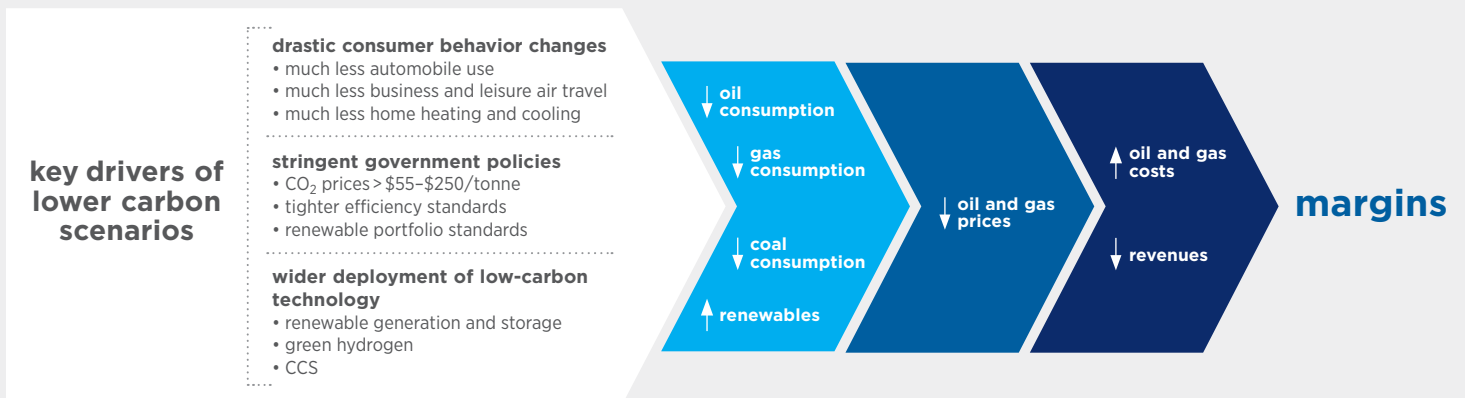 key drivers of
lower carbon
scenarios
drastic consumer behavior changes
• much less automobile use
• much less business and leisure air travel
• much less home heating and cooling
stringent government policies
• CO₂ prices > $55–$250/tonne
• tighter efficiency standards
• renewable portfolio standards
wider deployment of low-carbon
technology
• renewable generation and storage
• green hydrogen
• CCS
↓ oil
consumption
↓ gas
consumption
↓ coal
consumption
↑ renewables
↓ oil and gas
prices
↑ oil and gas
costs
↓ revenues
margins